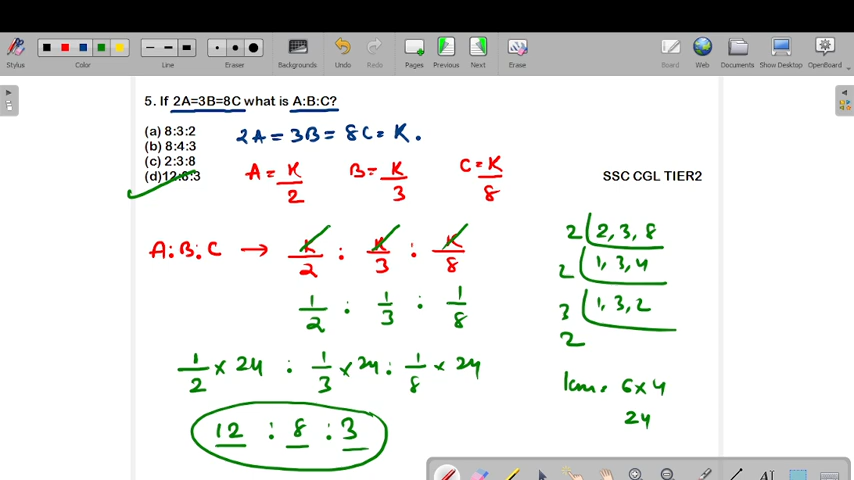 Stylus Color Line Eraser Backgrounds Undo Redo Pages Previous Next Erase Board Web Documents Show Desktop OpenBoard
5. If 2A=3B=8C what is A:B:C?
(a) 8:3:2
(b) 8:4:3
(c) 2:3:8
(d)12:8:3
SSC CGL TIER2
2A = 3B = 8C = K .
A = K/2 B = K/3 C = K/8
A : B : C → K/2 : K/3 : K/8
1/2 : 1/3 : 1/8
1/2 × 24 : 1/3 × 24 : 1/8 × 24
12 : 8 : 3
2 2, 3, 8
2 1, 3, 4
3 1, 3, 2
2
lcm = 6 × 4
24